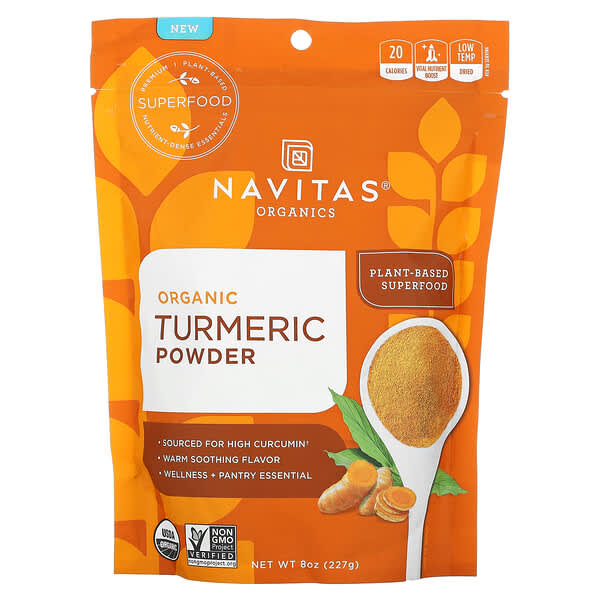 NEW
PREMIUM | PLANT-BASED
SUPERFOOD
NUTRIENT-DENSE ESSENTIALS
20
CALORIES
VITAL NUTRIENT
BOOST
LOW
TEMP
DRIED
NAVITAS®
ORGANICS
PLANT-BASED
SUPERFOOD
ORGANIC
TURMERIC
POWDER
• SOURCED FOR HIGH CURCUMIN†
• WARM SOOTHING FLAVOR
• WELLNESS + PANTRY ESSENTIAL
USDA
ORGANIC
NON
GMO
Project
VERIFIED
nongmoproject.org
NET WT 8oz (227g)